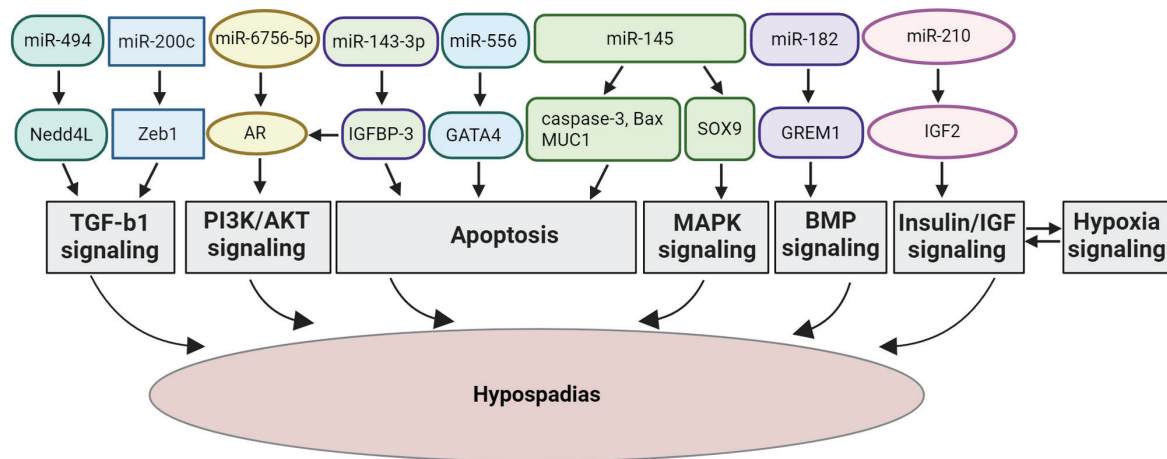 miR-494
miR-200c
miR-6756-5p
miR-143-3p
miR-556
miR-145
miR-182
miR-210
Nedd4L
Zeb1
AR
IGFBP-3
GATA4
caspase-3, Bax
MUC1
SOX9
GREM1
IGF2
TGF-b1
signaling
PI3K/AKT
signaling
Apoptosis
MAPK
signaling
BMP
signaling
Insulin/IGF
signaling
Hypoxia
signaling
Hypospadias